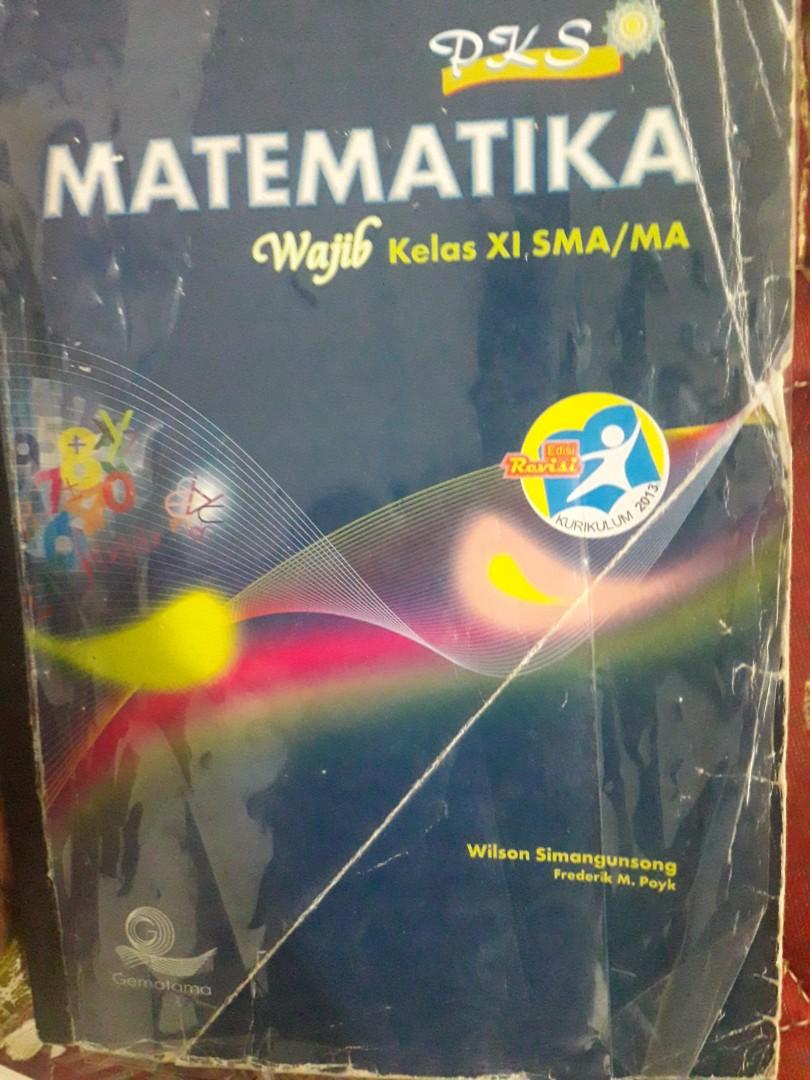 PKS
MATEMATIKA
Wajib Kelas XI SMA/MA
Edisi
Revisi
KURIKULUM 2013
Wilson Simangunsong
Frederik M. Poyk
G
Gematama